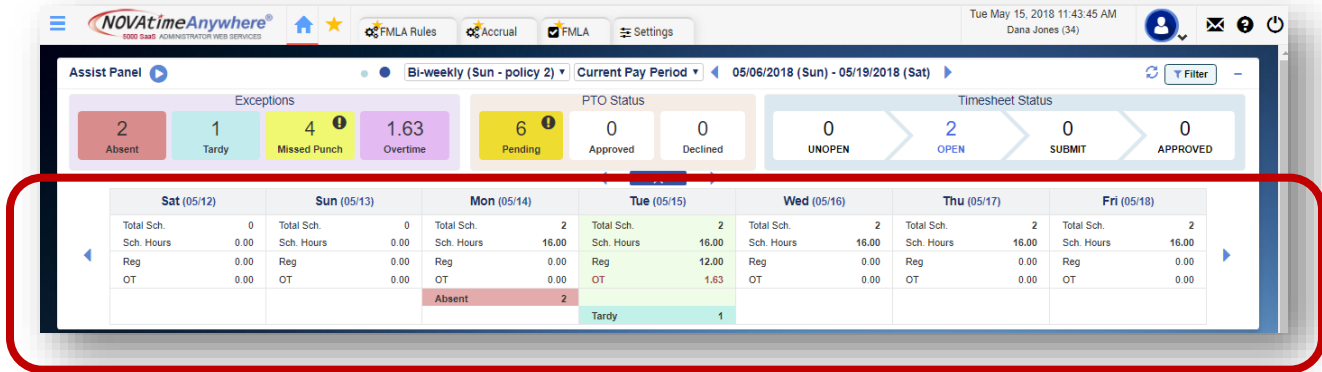 NOVAtimeAnywhere®
5000 SaaS ADMINISTRATOR WEB SERVICES
FMLA Rules
Accrual
FMLA
Settings
Tue May 15, 2018 11:43:45 AM
Dana Jones (34)
Assist Panel
Bi-weekly (Sun - policy 2)
Current Pay Period
05/06/2018 (Sun) - 05/19/2018 (Sat)
Filter
Exceptions
PTO Status
Timesheet Status
2 1 4 1.63 6 0 0 0 2 0 0
Absent Tardy Missed Punch Overtime Pending Approved Declined UNOPEN OPEN SUBMIT APPROVED
Sat (05/12) Sun (05/13) Mon (05/14) Tue (05/15) Wed (05/16) Thu (05/17) Fri (05/18)
Total Sch. 0 Total Sch. 0 Total Sch. 2 Total Sch. 2 Total Sch. 2 Total Sch. 2 Total Sch. 2
Sch. Hours 0.00 Sch. Hours 0.00 Sch. Hours 16.00 Sch. Hours 16.00 Sch. Hours 16.00 Sch. Hours 16.00 Sch. Hours 16.00
Reg 0.00 Reg 0.00 Reg 0.00 Reg 12.00 Reg 0.00 Reg 0.00 Reg 0.00
OT 0.00 OT 0.00 OT 0.00 OT 1.63 OT 0.00 OT 0.00 OT 0.00
Absent 2
Tardy 1